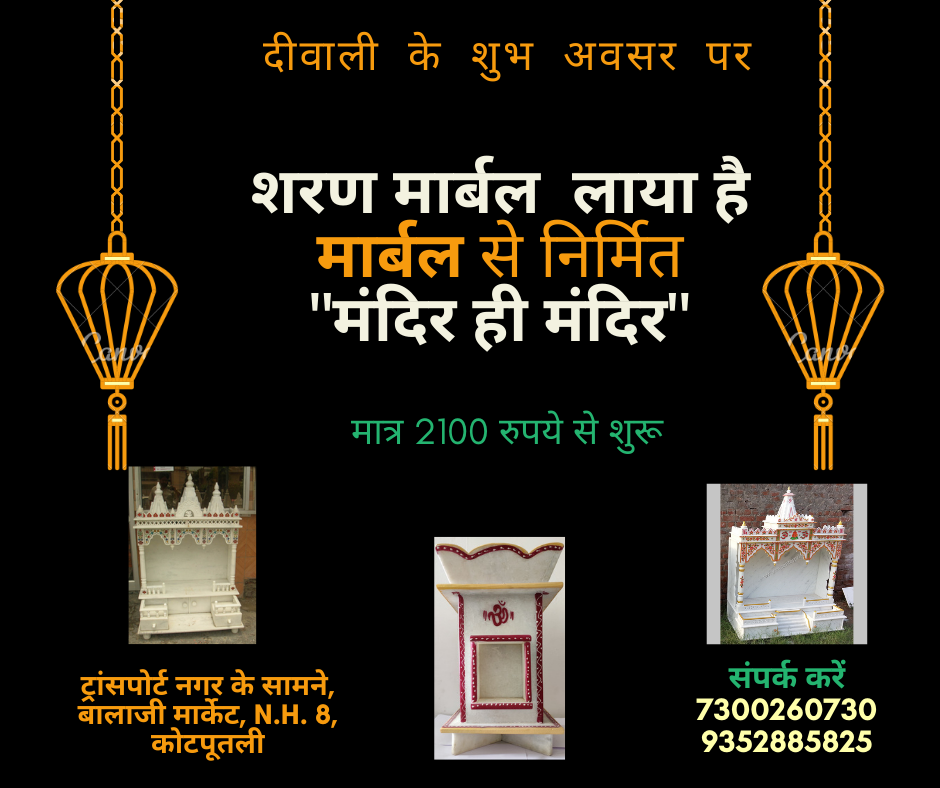 दीवाली के शुभ अवसर पर
शरण मार्बल लाया है
मार्बल से निर्मित
"मंदिर ही मंदिर"
मात्र 2100 रुपये से शुरू
ट्रांसपोर्ट नगर के सामने,
बालाजी मार्केट, N.H. 8,
कोटपूतली
संपर्क करें
7300260730
9352885825
ॐ